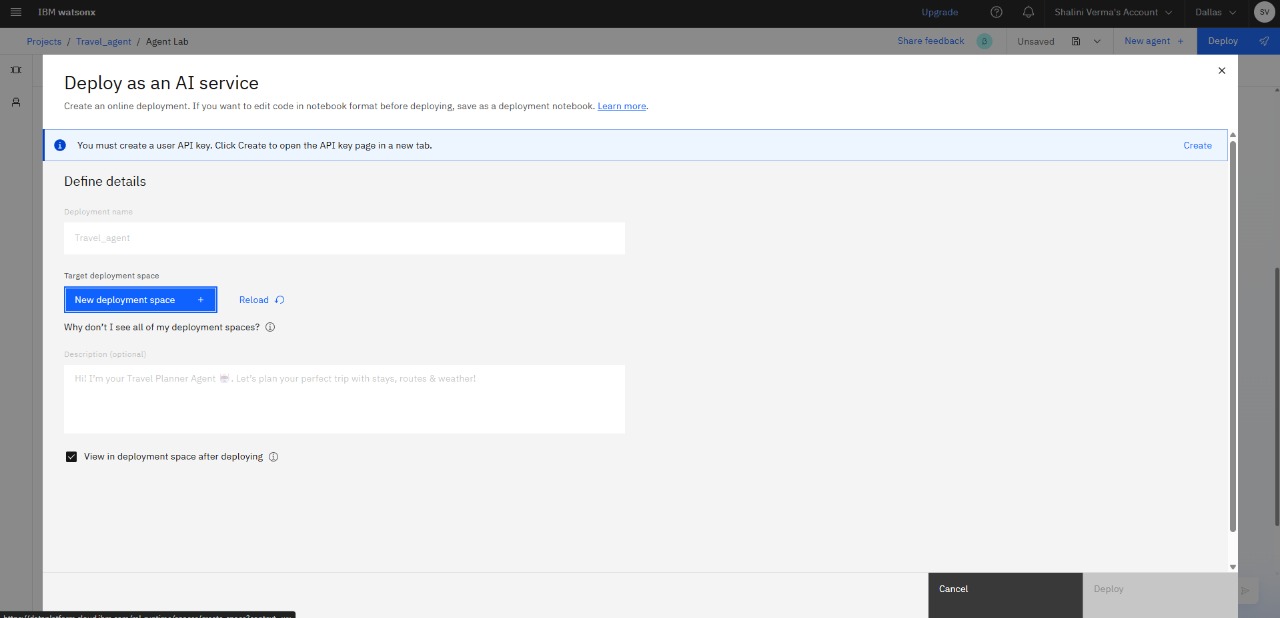 IBM watsonx
Upgrade
Shalini Verma's Account
Dallas
SV
Projects / Travel_agent / Agent Lab
Share feedback
Unsaved
New agent +
Deploy
Deploy as an AI service
Create an online deployment. If you want to edit code in notebook format before deploying, save as a deployment notebook. Learn more.
You must create a user API key. Click Create to open the API key page in a new tab.
Create
Define details
Deployment name
Travel_agent
Target deployment space
New deployment space +
Reload
Why don't I see all of my deployment spaces?
Description (optional)
Hi! I'm your Travel Planner Agent. Let's plan your perfect trip with stays, routes & weather!
View in deployment space after deploying
Cancel
Deploy